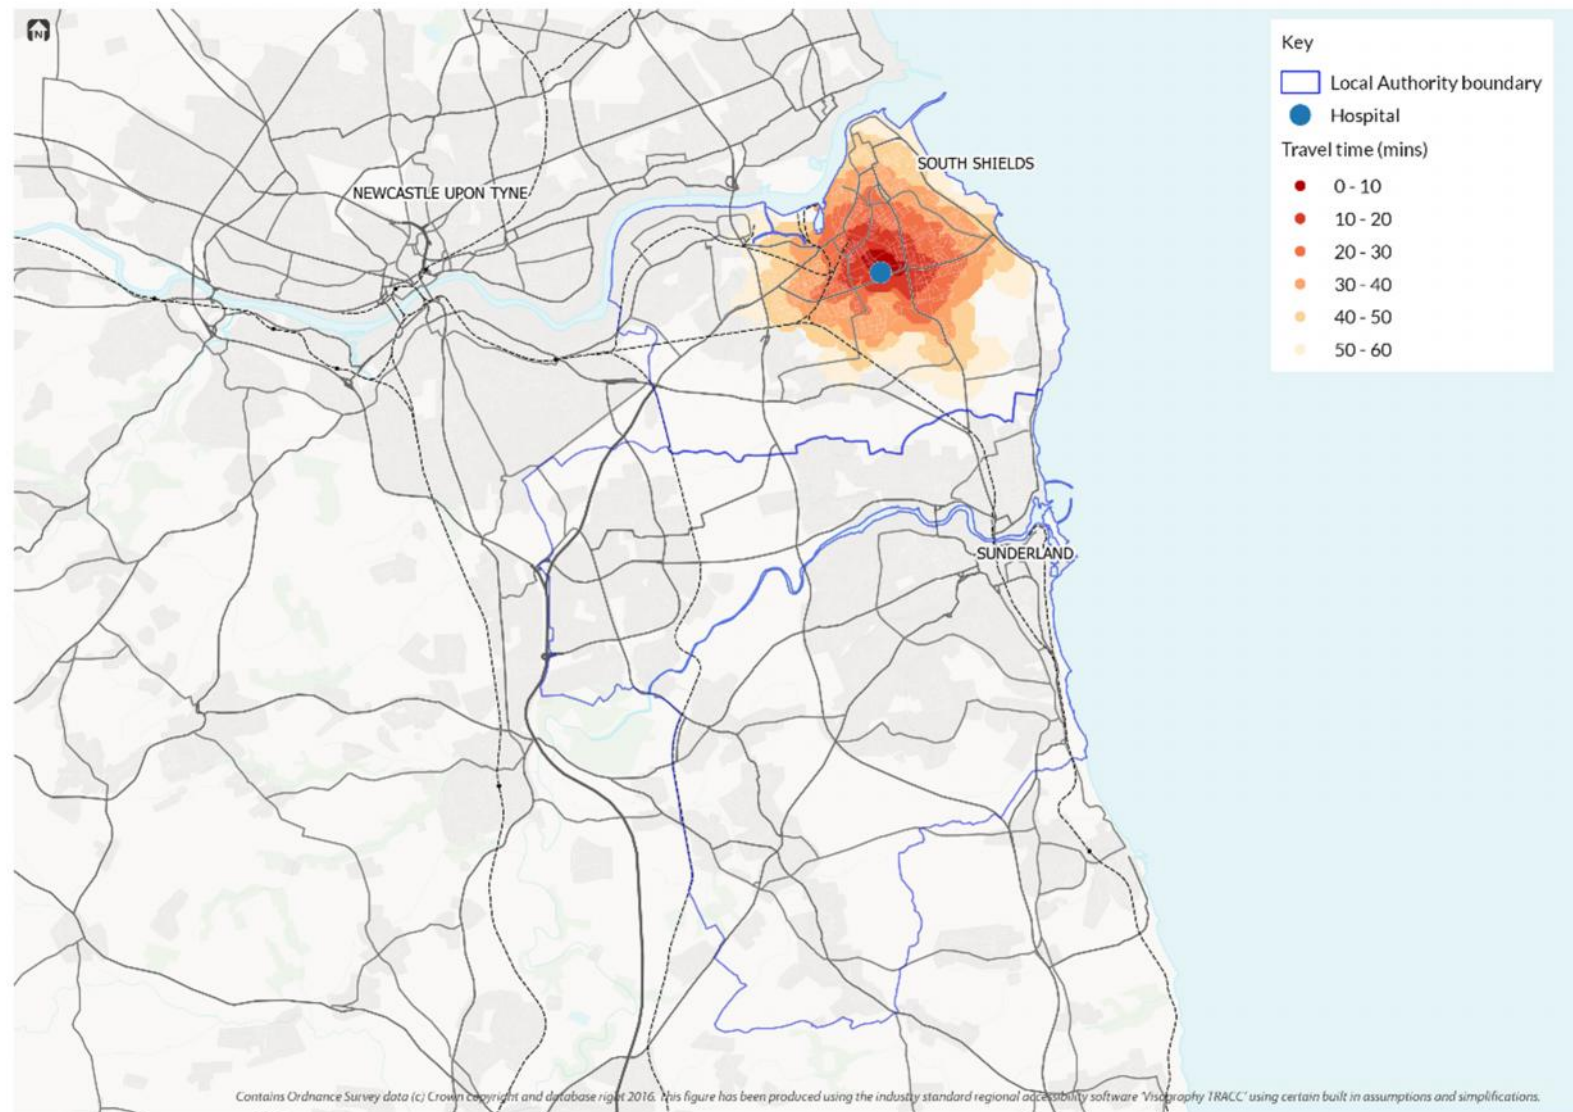 N
Key
Local Authority boundary
Hospital
Travel time (mins)
0 - 10
10 - 20
20 - 30
30 - 40
40 - 50
50 - 60
SOUTH SHIELDS
NEWCASTLE UPON TYNE
SUNDERLAND
Contains Ordnance Survey data (c) Crown copyright and database right 2016. This figure has been produced using the industry standard regional accessibility software 'Visography TRACC' using certain built in assumptions and simplifications.